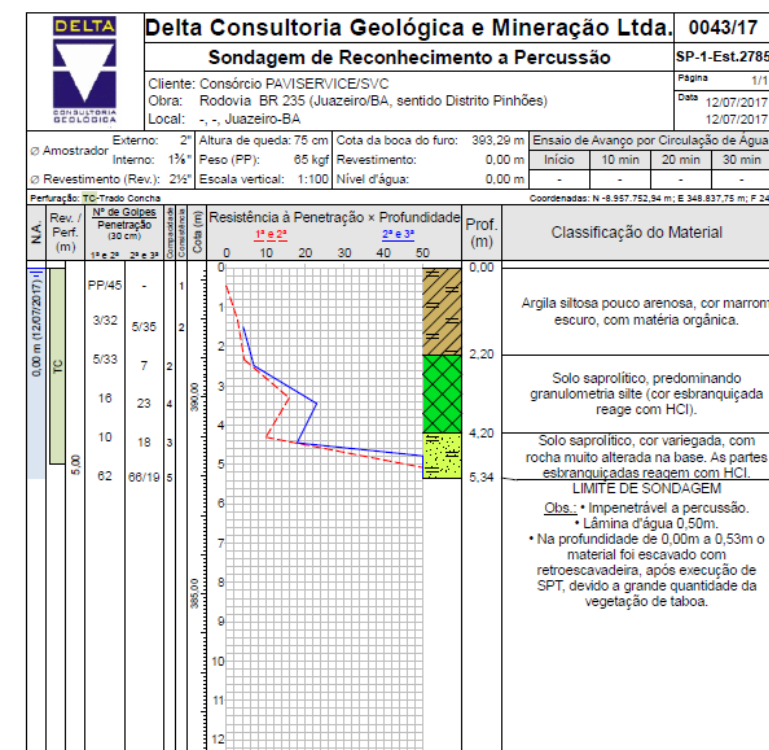 DELTA
CONSULTORIA
GEOLÓGICA
Delta Consultoria Geológica e Mineração Ltda.
0043/17
Sondagem de Reconhecimento a Percussão
SP-1-Est.2785
Cliente: Consórcio PAVISERVICE/SVC
Obra: Rodovia BR 235 (Juazeiro/BA, sentido Distrito Pinhões)
Local: -, -, Juazeiro-BA
Página 1/1
Data 12/07/2017
12/07/2017
Ø Amostrador Externo: 2"
Interno: 1⅜"
Ø Revestimento (Rev.): 2½"
Altura de queda: 75 cm
Peso (PP): 65 kgf
Escala vertical: 1:100
Cota da boca do furo: 393,29 m
Revestimento: 0,00 m
Nível d'água: 0,00 m
Ensaio de Avanço por Circulação de Água
Início 10 min 20 min 30 min
- - - -
Perfuração: TC-Trado Concha
Coordenadas: N -8.957.752,94 m; E 348.837,75 m; F 24
N.A.
Rev. / Perf. (m)
Nº de Golpes
Penetração
(30 cm)
1ª e 2ª 2ª e 3ª
Compacidade
Consistência
Cota (m)
Resistência à Penetração × Profundidade
1ª e 2ª 2ª e 3ª
0 10 20 30 40 50
Prof. (m)
Classificação do Material
0,00 m (12/07/2017)
TC
5,00
PP/45 - 1
3/32 5/35 2
5/33 7 2
16 23 4
10 18 3
62 66/19 5
390,00
385,00
0
1
2
3
4
5
6
7
8
9
10
11
12
0,00
Argila siltosa pouco arenosa, cor marrom
escuro, com matéria orgânica.
2,20
Solo saprolítico, predominando
granulometria silte (cor esbranquiçada
reage com HCl).
4,20
Solo saprolítico, cor variegada, com
rocha muito alterada na base. As partes
esbranquiçadas reagem com HCl.
5,34
LIMITE DE SONDAGEM
Obs.: • Impenetrável a percussão.
• Lâmina d'água 0,50m.
• Na profundidade de 0,00m a 0,53m o
material foi escavado com
retroescavadeira, após execução de
SPT, devido a grande quantidade da
vegetação de taboa.